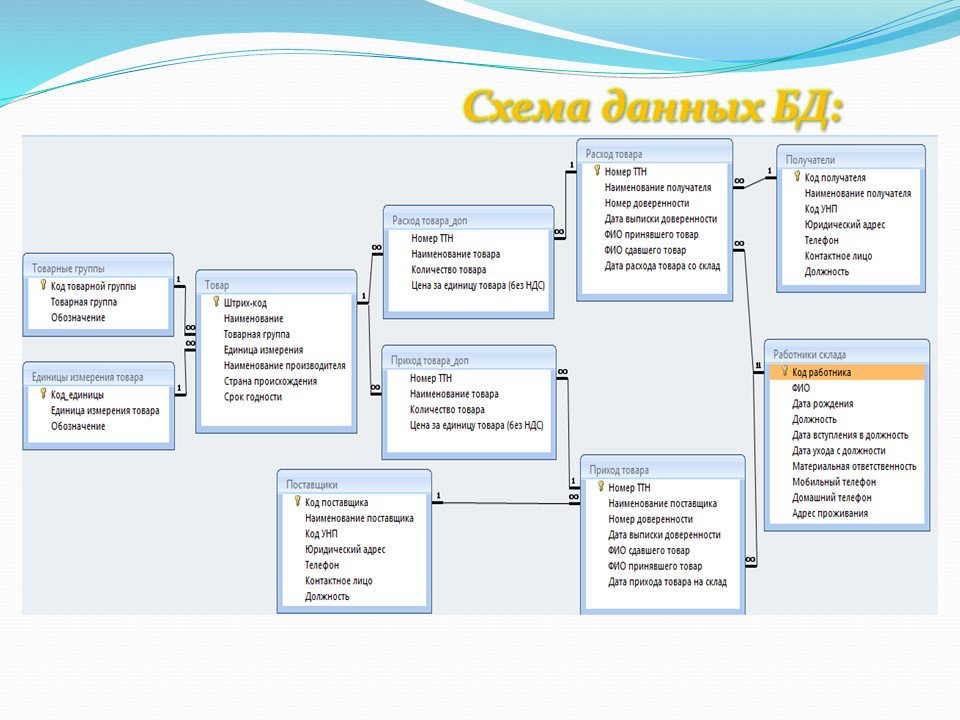 Схема данных БД:
Товарные группы
Код товарной группы
Товарная группа
Обозначение
Единицы измерения товара
Код_единицы
Единица измерения товара
Обозначение
Товар
Штрих-код
Наименование
Товарная группа
Единица измерения
Наименование производителя
Страна происхождения
Срок годности
Расход товара_доп
Номер ТТН
Наименование товара
Количество товара
Цена за единицу товара (без НДС)
Приход товара_доп
Номер ТТН
Наименование товара
Количество товара
Цена за единицу товара (без НДС)
Поставщики
Код поставщика
Наименование поставщика
Код УНП
Юридический адрес
Телефон
Контактное лицо
Должность
Расход товара
Номер ТТН
Наименование получателя
Номер доверенности
Дата выписки доверенности
ФИО принявшего товар
ФИО сдавшего товар
Дата расхода товара со склад
Приход товара
Номер ТТН
Наименование поставщика
Номер доверенности
Дата выписки доверенности
ФИО сдавшего товар
ФИО принявшего товар
Дата прихода товара на склад
Получатели
Код получателя
Наименование получателя
Код УНП
Юридический адрес
Телефон
Контактное лицо
Должность
Работники склада
Код работника
ФИО
Дата рождения
Должность
Дата вступления в должность
Дата ухода с должности
Материальная ответственность
Мобильный телефон
Домашний телефон
Адрес проживания
1
∞
∞
1
1
∞
∞
∞
1
∞
1
1
∞
∞
1
∞
11
∞